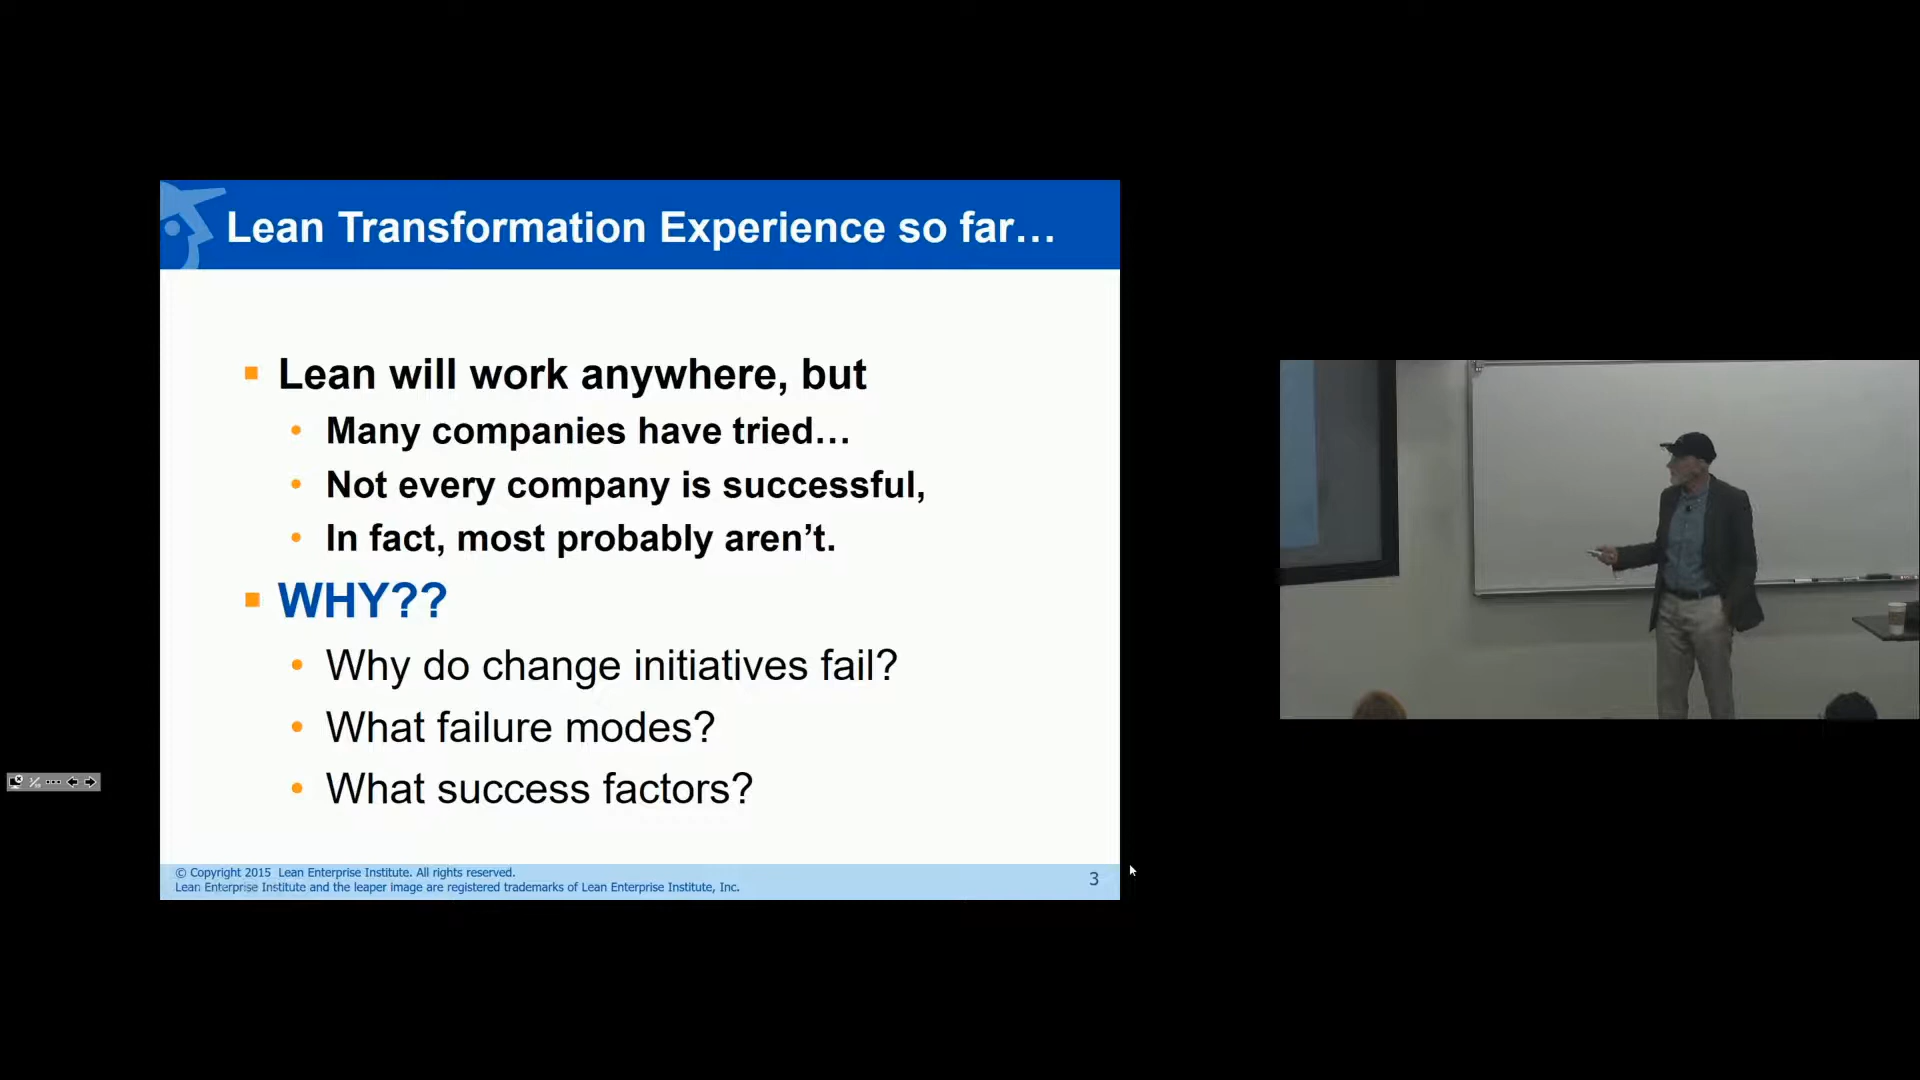 Lean Transformation Experience so far…
Lean will work anywhere, but
Many companies have tried…
Not every company is successful,
In fact, most probably aren’t.
WHY??
Why do change initiatives fail?
What failure modes?
What success factors?
© Copyright 2015 Lean Enterprise Institute. All rights reserved.
Lean Enterprise Institute and the leaper image are registered trademarks of Lean Enterprise Institute, Inc.
3